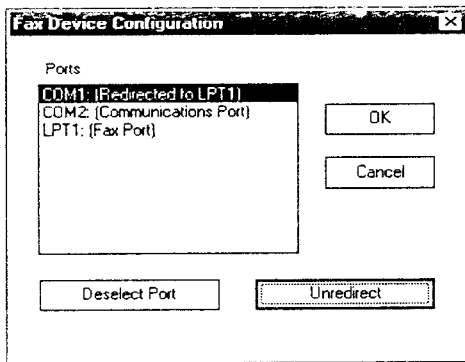 Fax Device Configuration
Ports
COM1: (Redirected to LPT1)
COM2: (Communications Port)
LPT1: (Fax Port)
OK
Cancel
Deselect Port
Unredirect